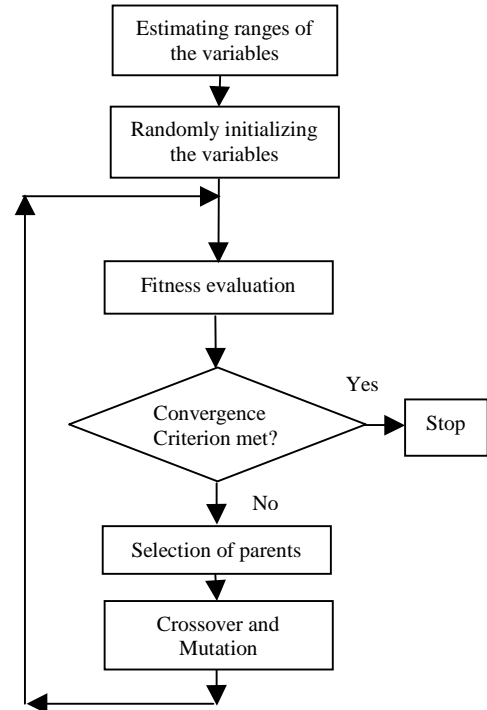 Estimating ranges of
the variables
Randomly initializing
the variables
Fitness evaluation
Yes
Convergence
Criterion met?
Stop
No
Selection of parents
Crossover and
Mutation